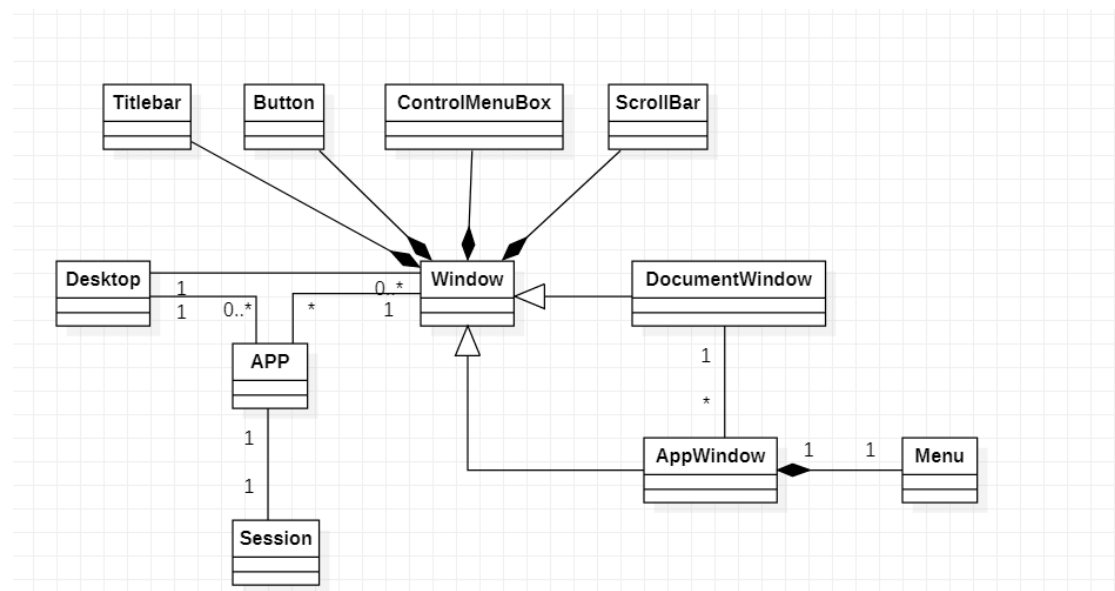 Titlebar
Button
ControlMenuBox
ScrollBar
Desktop
Window
DocumentWindow
1
0..*
1
0..*
*
1
APP
1
*
1
1
AppWindow
1
1
Menu
Session